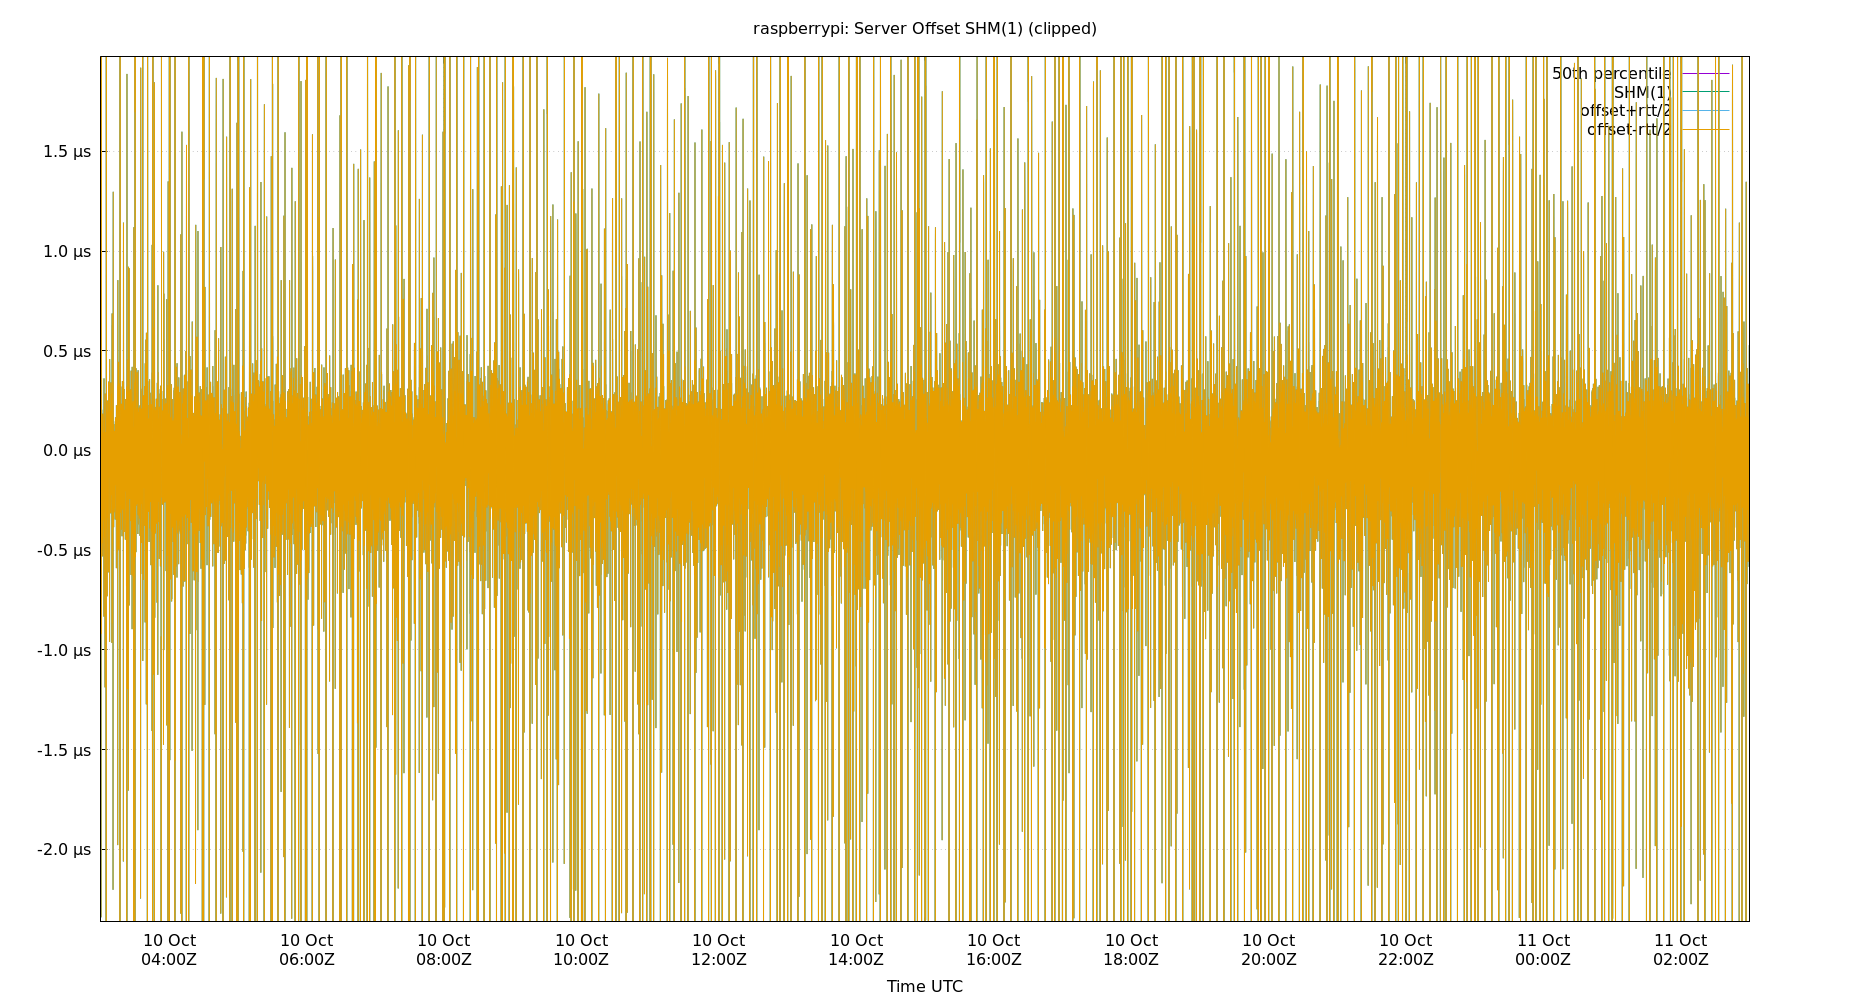 raspberrypi: Server Offset SHM(1) (clipped)
50th percentile
SHM(1)
offset+rtt/2
offset-rtt/2
1.5 µs
1.0 µs
0.5 µs
0.0 µs
-0.5 µs
-1.0 µs
-1.5 µs
-2.0 µs
10 Oct 10 Oct 10 Oct 10 Oct 10 Oct 10 Oct 10 Oct 10 Oct 10 Oct 10 Oct 11 Oct 11 Oct
04:00Z 06:00Z 08:00Z 10:00Z 12:00Z 14:00Z 16:00Z 18:00Z 20:00Z 22:00Z 00:00Z 02:00Z
Time UTC